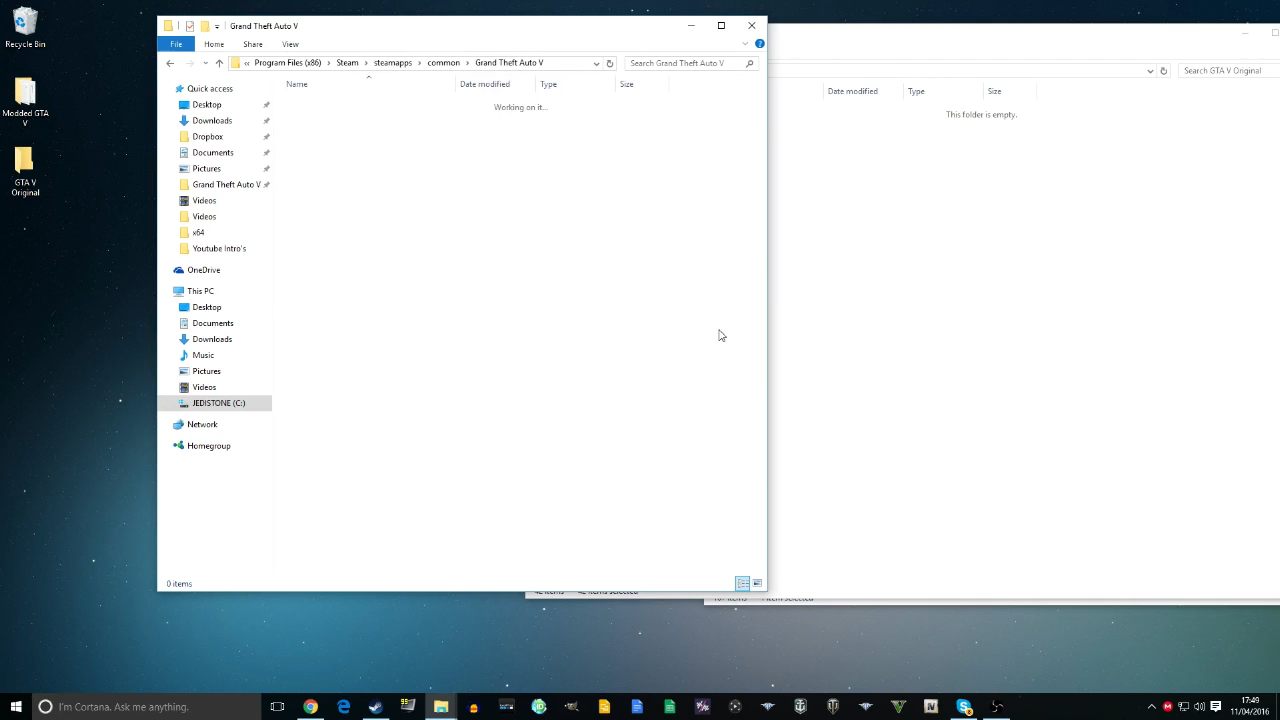 Recycle Bin
Modded GTA
V
GTA V
Original
Grand Theft Auto V
File Home Share View
Program Files (x86) Steam steamapps common Grand Theft Auto V
Search Grand Theft Auto V
Name Date modified Type Size
Working on it...
Quick access
Desktop
Downloads
Dropbox
Documents
Pictures
Grand Theft Auto V
Videos
Videos
x64
Youtube Intro's
OneDrive
This PC
Desktop
Documents
Downloads
Music
Pictures
Videos
JEDISTONE (C:)
Network
Homegroup
0 items
Search GTA V Original
Date modified Type Size
This folder is empty.
I'm Cortana. Ask me anything.
17:49
11/04/2016